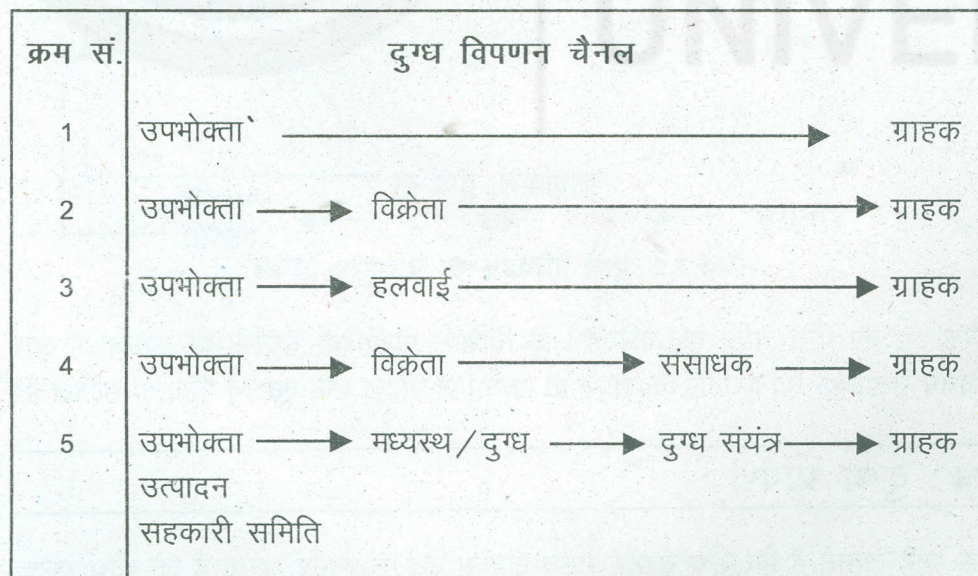 UNIVE
क्रम सं. दुग्ध विपणन चैनल
1 उपभोक्ता` ग्राहक
2 उपभोक्ता विक्रेता ग्राहक
3 उपभोक्ता हलवाई ग्राहक
4 उपभोक्ता विक्रेता संसाधक ग्राहक
5 उपभोक्ता मध्यस्थ/दुग्ध दुग्ध संयंत्र ग्राहक
उत्पादन
सहकारी समिति